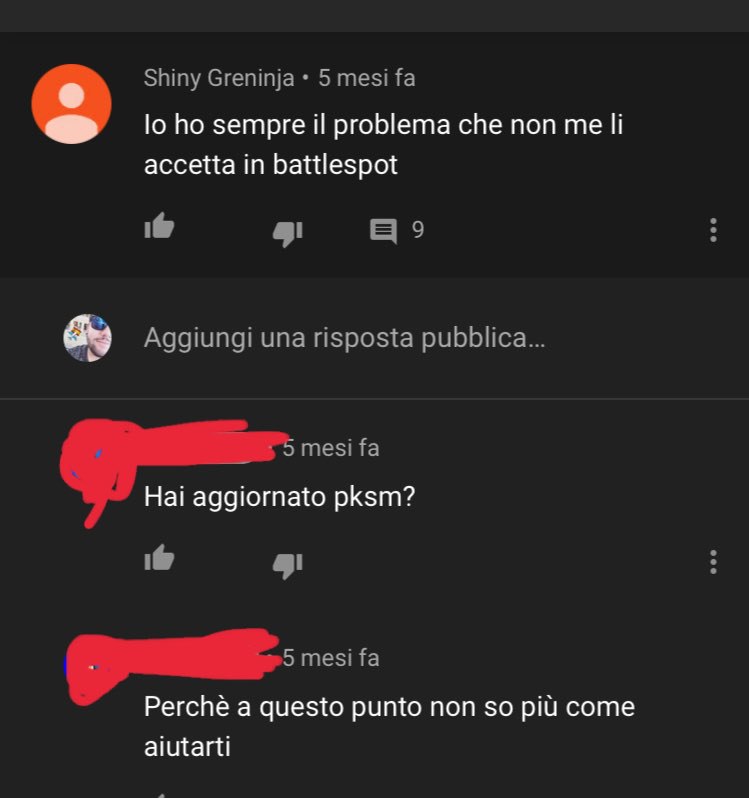 Shiny Greninja • 5 mesi fa
Io ho sempre il problema che non me li
accetta in battlespot
9
Aggiungi una risposta pubblica...
5 mesi fa
Hai aggiornato pksm?
5 mesi fa
Perchè a questo punto non so più come
aiutarti